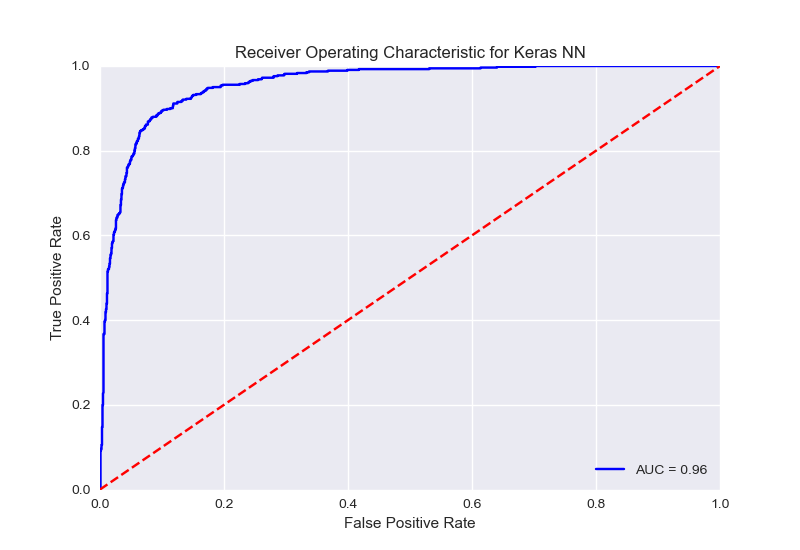 Receiver Operating Characteristic for Keras NN
1.0
0.8
0.6
0.4
0.2
0.0
True Positive Rate
0.0 0.2 0.4 0.6 0.8 1.0
False Positive Rate
AUC = 0.96